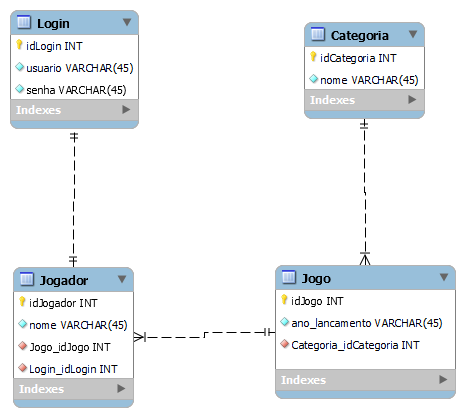 Login
idLogin INT
usuario VARCHAR(45)
senha VARCHAR(45)
Indexes
Categoria
idCategoria INT
nome VARCHAR(45)
Indexes
Jogador
idJogador INT
nome VARCHAR(45)
Jogo_idJogo INT
Login_idLogin INT
Indexes
Jogo
idJogo INT
ano_lancamento VARCHAR(45)
Categoria_idCategoria INT
Indexes